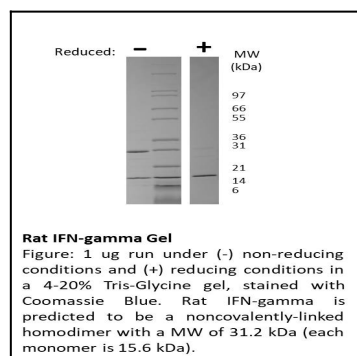 Reduced: − + MW
(kDa)
97
66
55
36
31
21
14
6
Rat IFN-gamma Gel
Figure: 1 ug run under (-) non-reducing
conditions and (+) reducing conditions in
a 4-20% Tris-Glycine gel, stained with
Coomassie Blue. Rat IFN-gamma is
predicted to be a noncovalently-linked
homodimer with a MW of 31.2 kDa (each
monomer is 15.6 kDa).